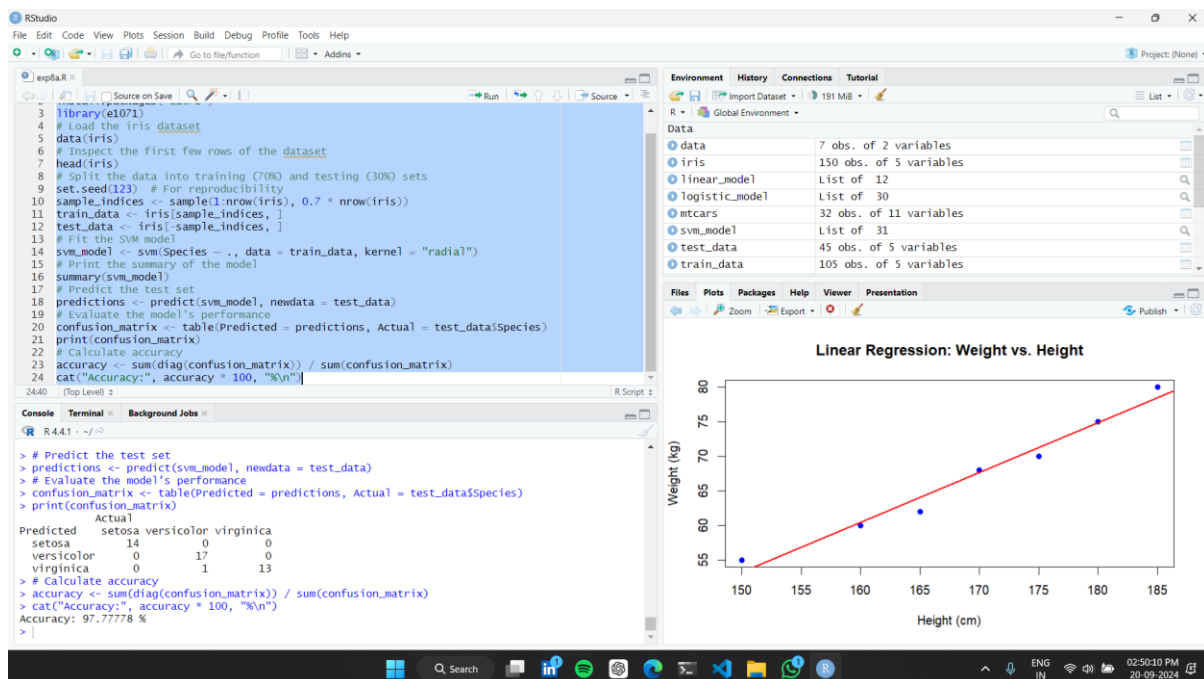 RStudio
File Edit Code View Plots Session Build Debug Profile Tools Help
Go to file/function
Addins
Project: (None)
exp8a.R
Source on Save
Run
Source
3 library(e1071)
4 # Load the iris dataset
5 data(iris)
6 # Inspect the first few rows of the dataset
7 head(iris)
8 # Split the data into training (70%) and testing (30%) sets
9 set.seed(123) # For reproducibility
10 sample_indices <- sample(1:nrow(iris), 0.7 * nrow(iris))
11 train_data <- iris[sample_indices, ]
12 test_data <- iris[-sample_indices, ]
13 # Fit the SVM model
14 svm_model <- svm(Species ~ ., data = train_data, kernel = "radial")
15 # Print the summary of the model
16 summary(svm_model)
17 # Predict the test set
18 predictions <- predict(svm_model, newdata = test_data)
19 # Evaluate the model's performance
20 confusion_matrix <- table(Predicted = predictions, Actual = test_data$Species)
21 print(confusion_matrix)
22 # Calculate accuracy
23 accuracy <- sum(diag(confusion_matrix)) / sum(confusion_matrix)
24 cat("Accuracy:", accuracy * 100, "%\n")
24:40 (Top Level) R Script
Console Terminal Background Jobs
R 4.4.1 · ~/
> # Predict the test set
> predictions <- predict(svm_model, newdata = test_data)
> # Evaluate the model's performance
> confusion_matrix <- table(Predicted = predictions, Actual = test_data$Species)
> print(confusion_matrix)
Actual
Predicted setosa versicolor virginica
setosa 14 0 0
versicolor 0 17 0
virginica 0 1 13
> # Calculate accuracy
> accuracy <- sum(diag(confusion_matrix)) / sum(confusion_matrix)
> cat("Accuracy:", accuracy * 100, "%\n")
Accuracy: 97.77778 %
>
Environment History Connections Tutorial
Import Dataset 191 MiB List
R Global Environment
Data
data 7 obs. of 2 variables
iris 150 obs. of 5 variables
linear_model List of 12
logistic_model List of 30
mtcars 32 obs. of 11 variables
svm_model List of 31
test_data 45 obs. of 5 variables
train_data 105 obs. of 5 variables
Files Plots Packages Help Viewer Presentation
Zoom Export Publish
Linear Regression: Weight vs. Height
Weight (kg)
80
75
70
65
60
55
150 155 160 165 170 175 180 185
Height (cm)
Search
ENG
IN
02:50:10 PM
20-09-2024